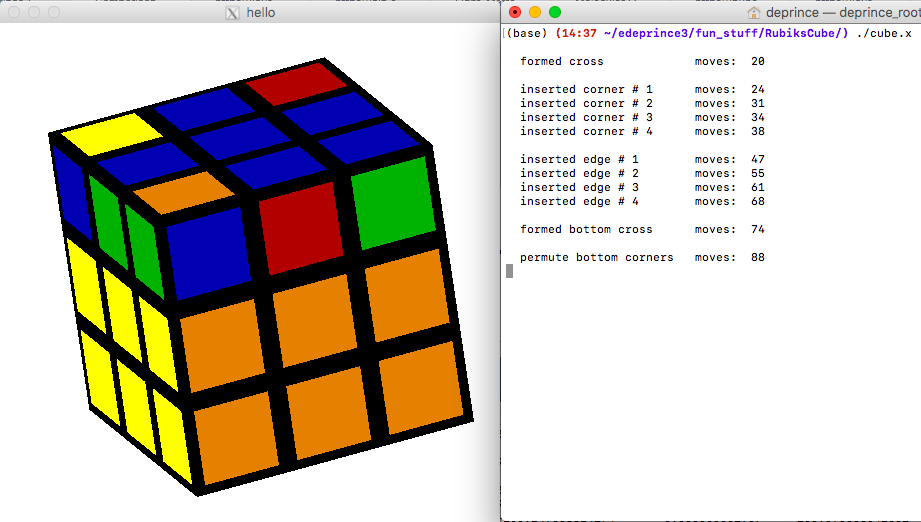 hello
deprince — deprince_root
(base) (14:37 ~/edeprince3/fun_stuff/RubiksCube/) ./cube.x
formed cross moves: 20
inserted corner # 1 moves: 24
inserted corner # 2 moves: 31
inserted corner # 3 moves: 34
inserted corner # 4 moves: 38
inserted edge # 1 moves: 47
inserted edge # 2 moves: 55
inserted edge # 3 moves: 61
inserted edge # 4 moves: 68
formed bottom cross moves: 74
permute bottom corners moves: 88